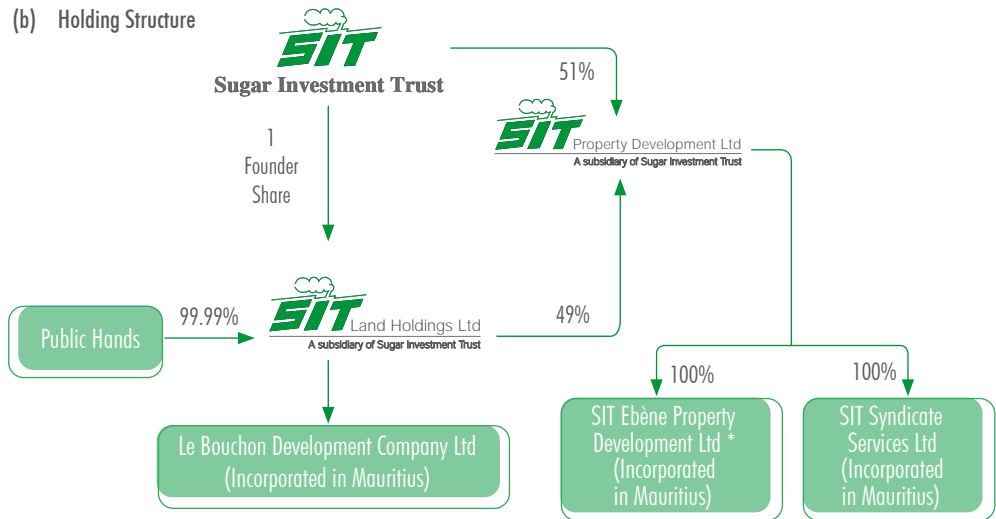 (b) Holding Structure
SIT
Sugar Investment Trust
51%
SIT Property Development Ltd
A subsidiary of Sugar Investment Trust
1
Founder
Share
Public Hands
99.99%
SIT Land Holdings Ltd
A subsidiary of Sugar Investment Trust
49%
100%
100%
Le Bouchon Development Company Ltd
(Incorporated in Mauritius)
SIT Ebène Property
Development Ltd *
(Incorporated
in Mauritius)
SIT Syndicate
Services Ltd
(Incorporated
in Mauritius)